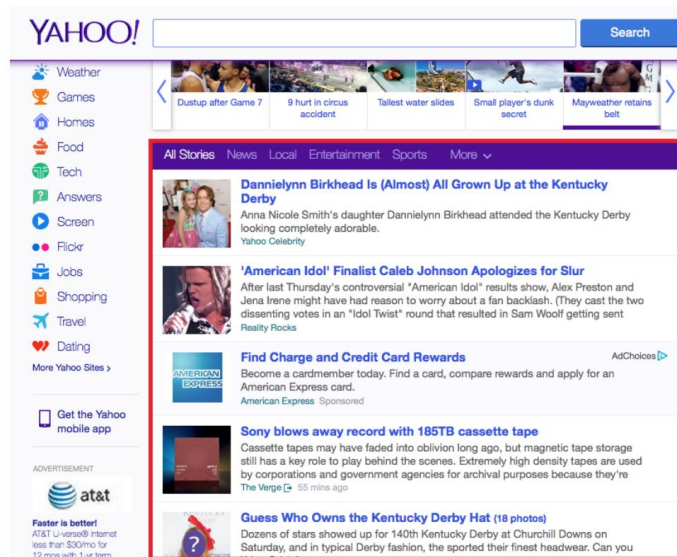 YAHOO!
Search
Weather
Games
Homes
Food
Tech
Answers
Screen
Flickr
Jobs
Shopping
Travel
Dating
More Yahoo Sites >
Get the Yahoo
mobile app
ADVERTISEMENT
at&t
Faster is better!
AT&T U-verse® Internet
less than $30/mo for
12 mos with 1-yr term
Dustup after Game 7
9 hurt in circus
accident
Tallest water slides
Small player's dunk
secret
Mayweather retains
belt
All Stories News Local Entertainment Sports More
Dannielynn Birkhead Is (Almost) All Grown Up at the Kentucky
Derby
Anna Nicole Smith's daughter Dannielynn Birkhead attended the Kentucky Derby
looking completely adorable.
Yahoo Celebrity
'American Idol' Finalist Caleb Johnson Apologizes for Slur
After last Thursday's controversial "American Idol" results show, Alex Preston and
Jena Irene might have had reason to worry about a fan backlash. (They cast the two
dissenting votes in an "Idol Twist" round that resulted in Sam Woolf getting sent
Reality Rocks
AMERICAN
EXPRESS
Find Charge and Credit Card Rewards
AdChoices
Become a cardmember today. Find a card, compare rewards and apply for an
American Express card.
American Express Sponsored
Sony blows away record with 185TB cassette tape
Cassette tapes may have faded into oblivion long ago, but magnetic tape storage
still has a key role to play behind the scenes. Extremely high density tapes are used
by corporations and government agencies for archival purposes because they're
The Verge 55 mins ago
Guess Who Owns the Kentucky Derby Hat (18 photos)
Dozens of stars showed up for 140th Kentucky Derby at Churchill Downs on
Saturday, and in typical Derby fashion, the sported their finest headwear. Can you